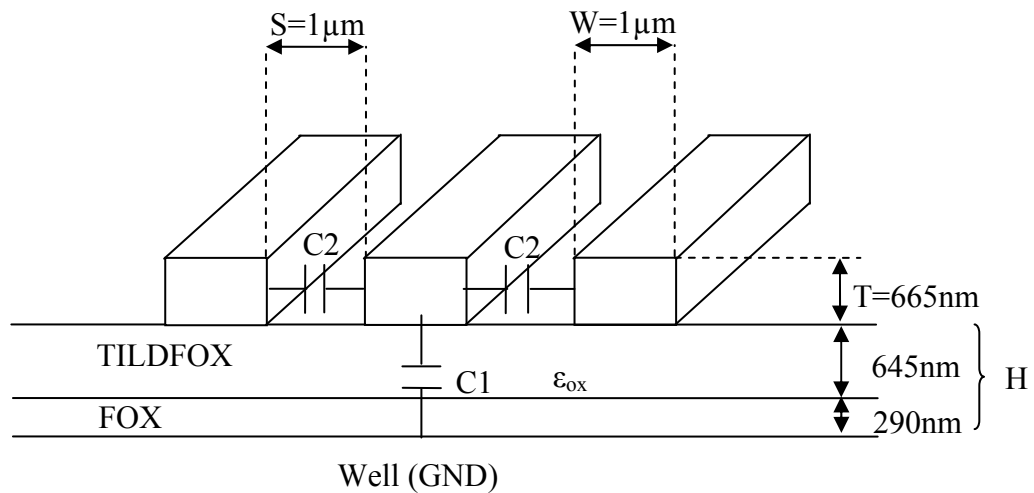 S=1µm
W=1µm
C2
C2
T=665nm
TILDFOX
645nm
H
C1
εox
FOX
290nm
Well (GND)